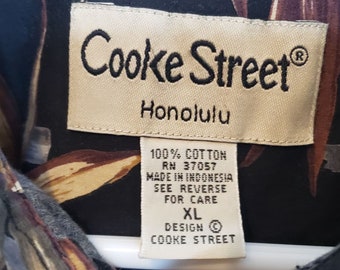 Cooke Street®
Honolulu
100% COTTON
RN 37057
MADE IN INDONESIA
SEE REVERSE
FOR CARE
XL
DESIGN ©
COOKE STREET